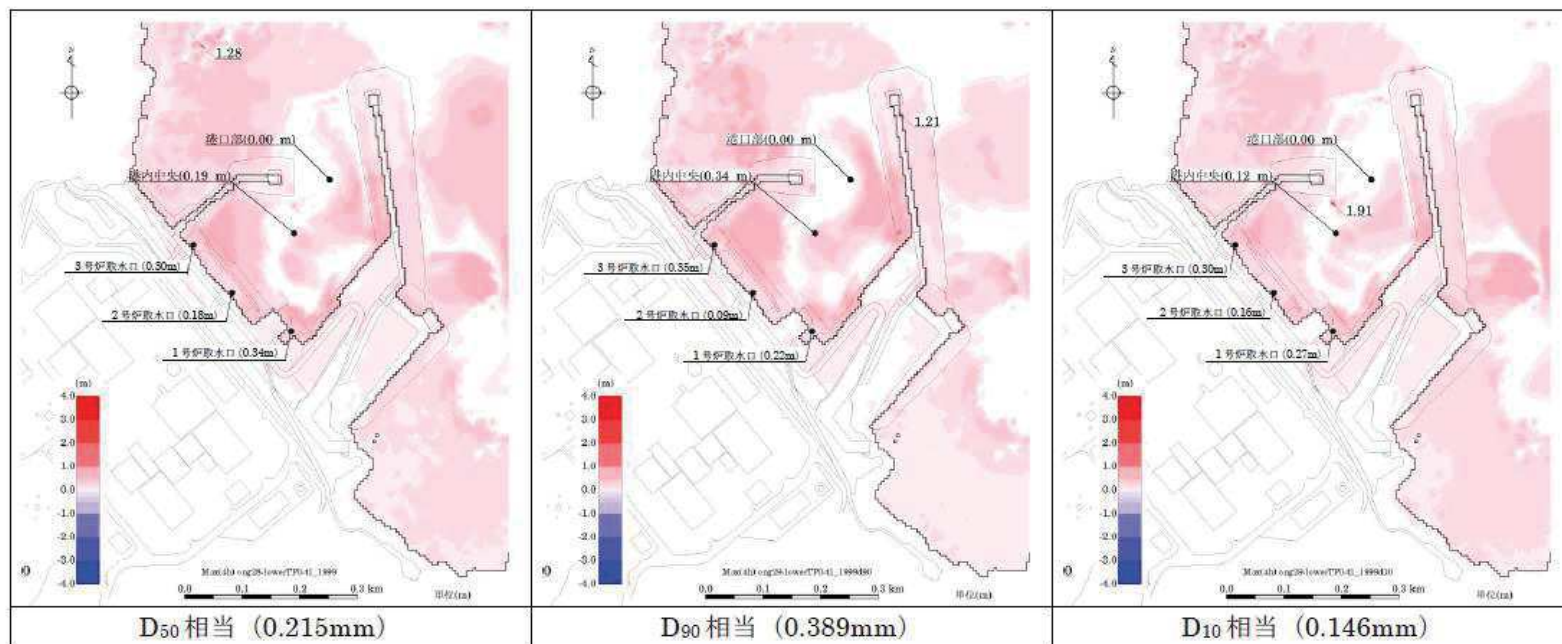 1.28
港口部(0.00 m)
港内中央(0.19 m)
3号炉取水口(0.30m)
2号炉取水口(0.18m)
1号炉取水口(0.34m)
(m)
4.0
3.0
2.0
1.0
0.0
-1.0
-2.0
-3.0
-4.0
0.0 0.1 0.2 0.3 km
単位(m)
D50 相当(0.215mm)
1.21
港口部(0.00 m)
港内中央(0.34 m)
3号炉取水口(0.35m)
2号炉取水口(0.09m)
1号炉取水口(0.22m)
(m)
4.0
3.0
2.0
1.0
0.0
-1.0
-2.0
-3.0
-4.0
0.0 0.1 0.2 0.3 km
単位(m)
D90 相当(0.389mm)
港口部(0.00 m)
港内中央(0.12 m)
1.91
3号炉取水口(0.30m)
2号炉取水口(0.16m)
1号炉取水口(0.27m)
(m)
4.0
3.0
2.0
1.0
0.0
-1.0
-2.0
-3.0
-4.0
0.0 0.1 0.2 0.3 km
単位(m)
D10 相当(0.146mm)